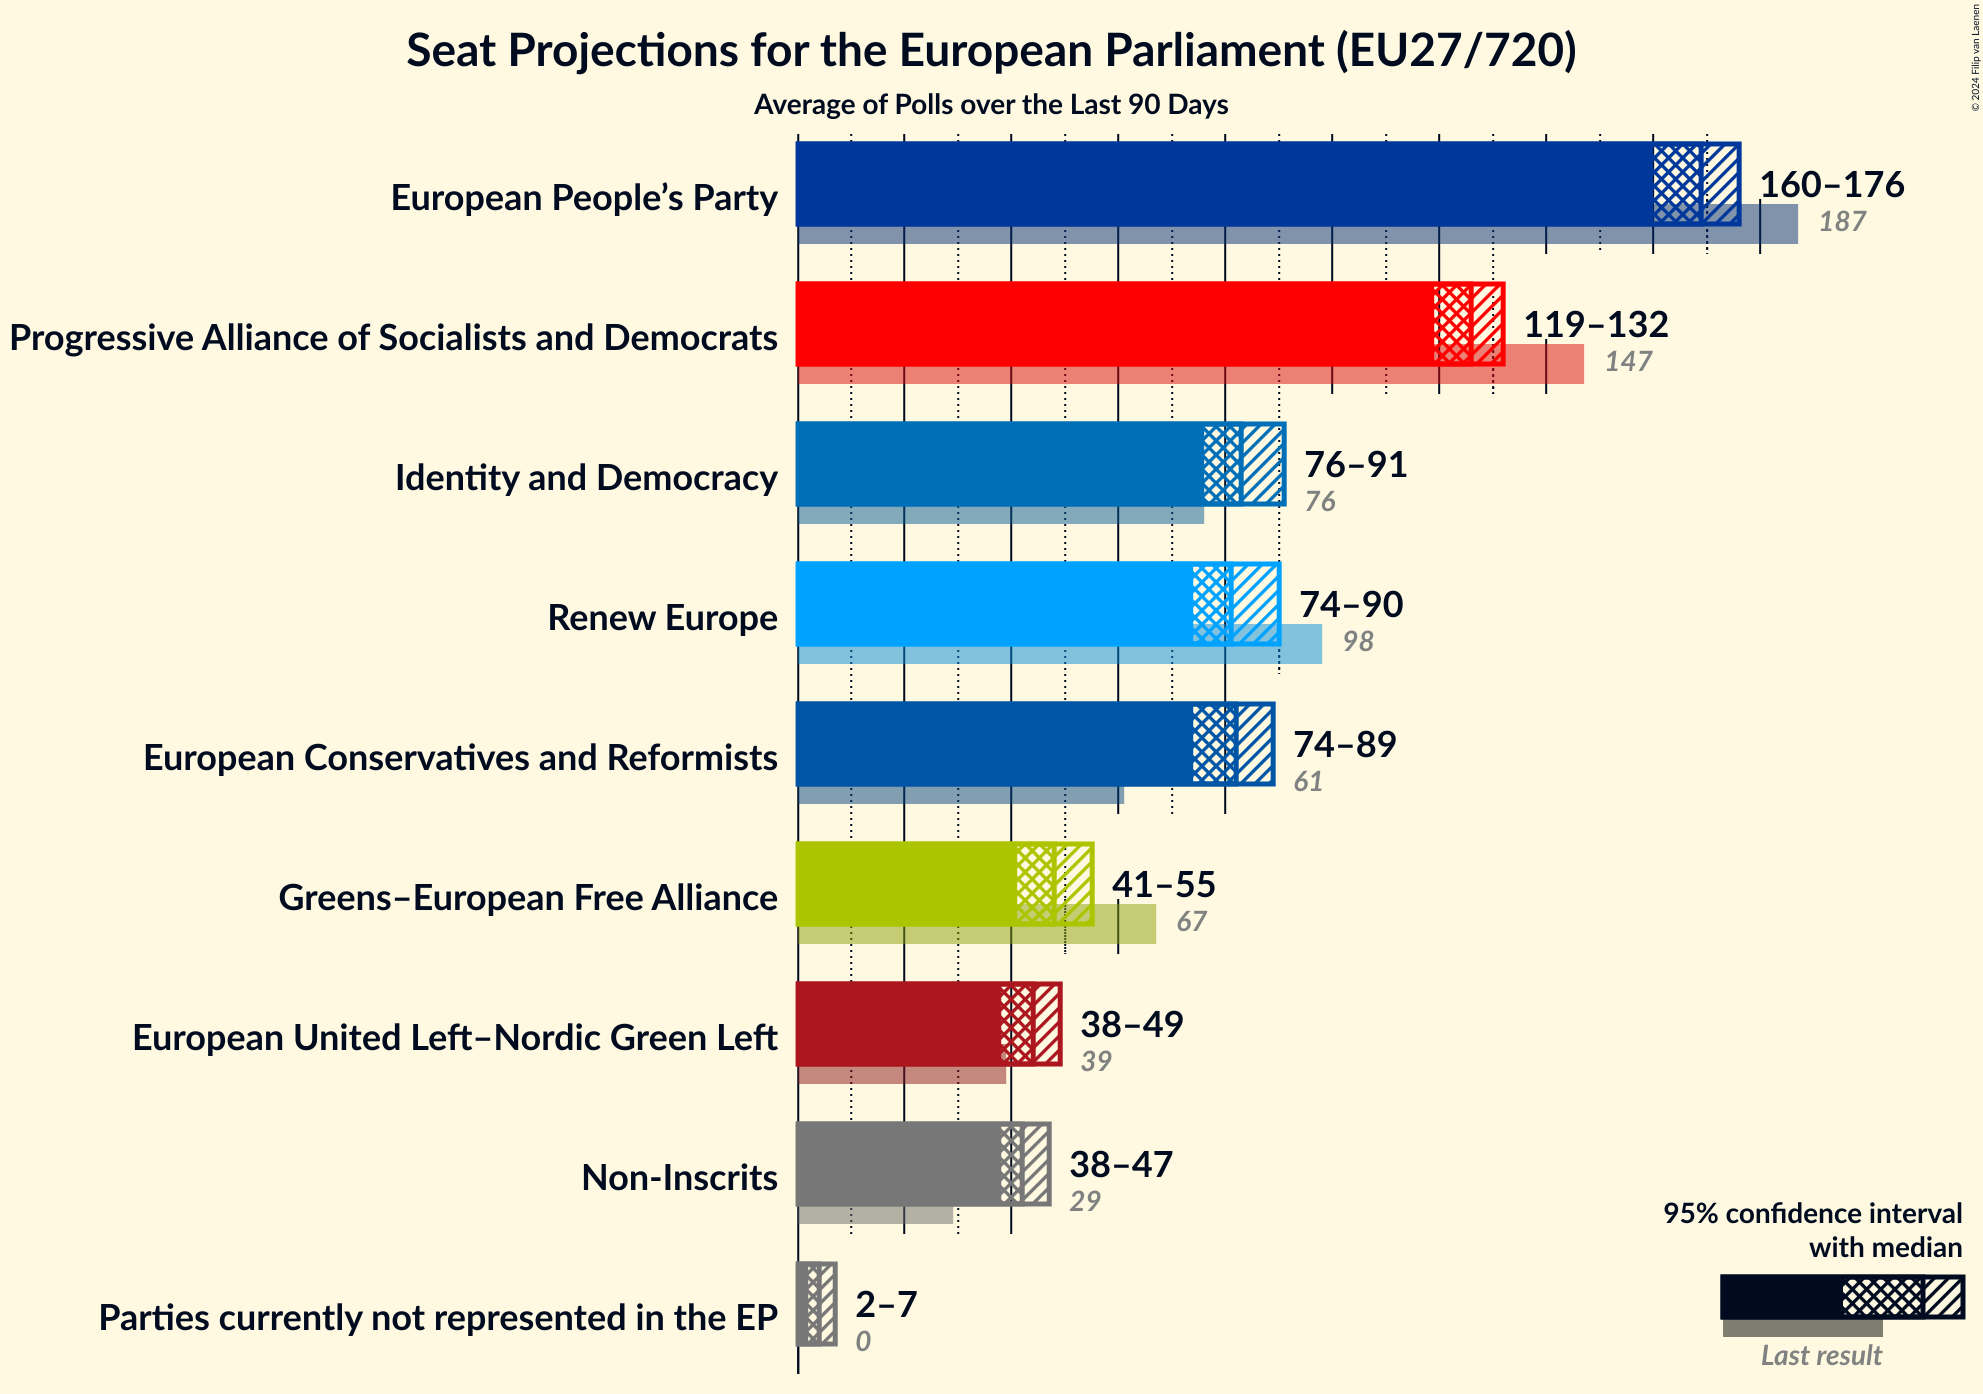 Seat Projections for the European Parliament (EU27/720)
Average of Polls over the Last 90 Days
© 2024 Filip van Laenen
European People’s Party
160–176
187
Progressive Alliance of Socialists and Democrats
119–132
147
Identity and Democracy
76–91
76
Renew Europe
74–90
98
European Conservatives and Reformists
74–89
61
Greens–European Free Alliance
41–55
67
European United Left–Nordic Green Left
38–49
39
Non-Inscrits
38–47
29
Parties currently not represented in the EP
2–7
0
95% confidence interval
with median
Last result